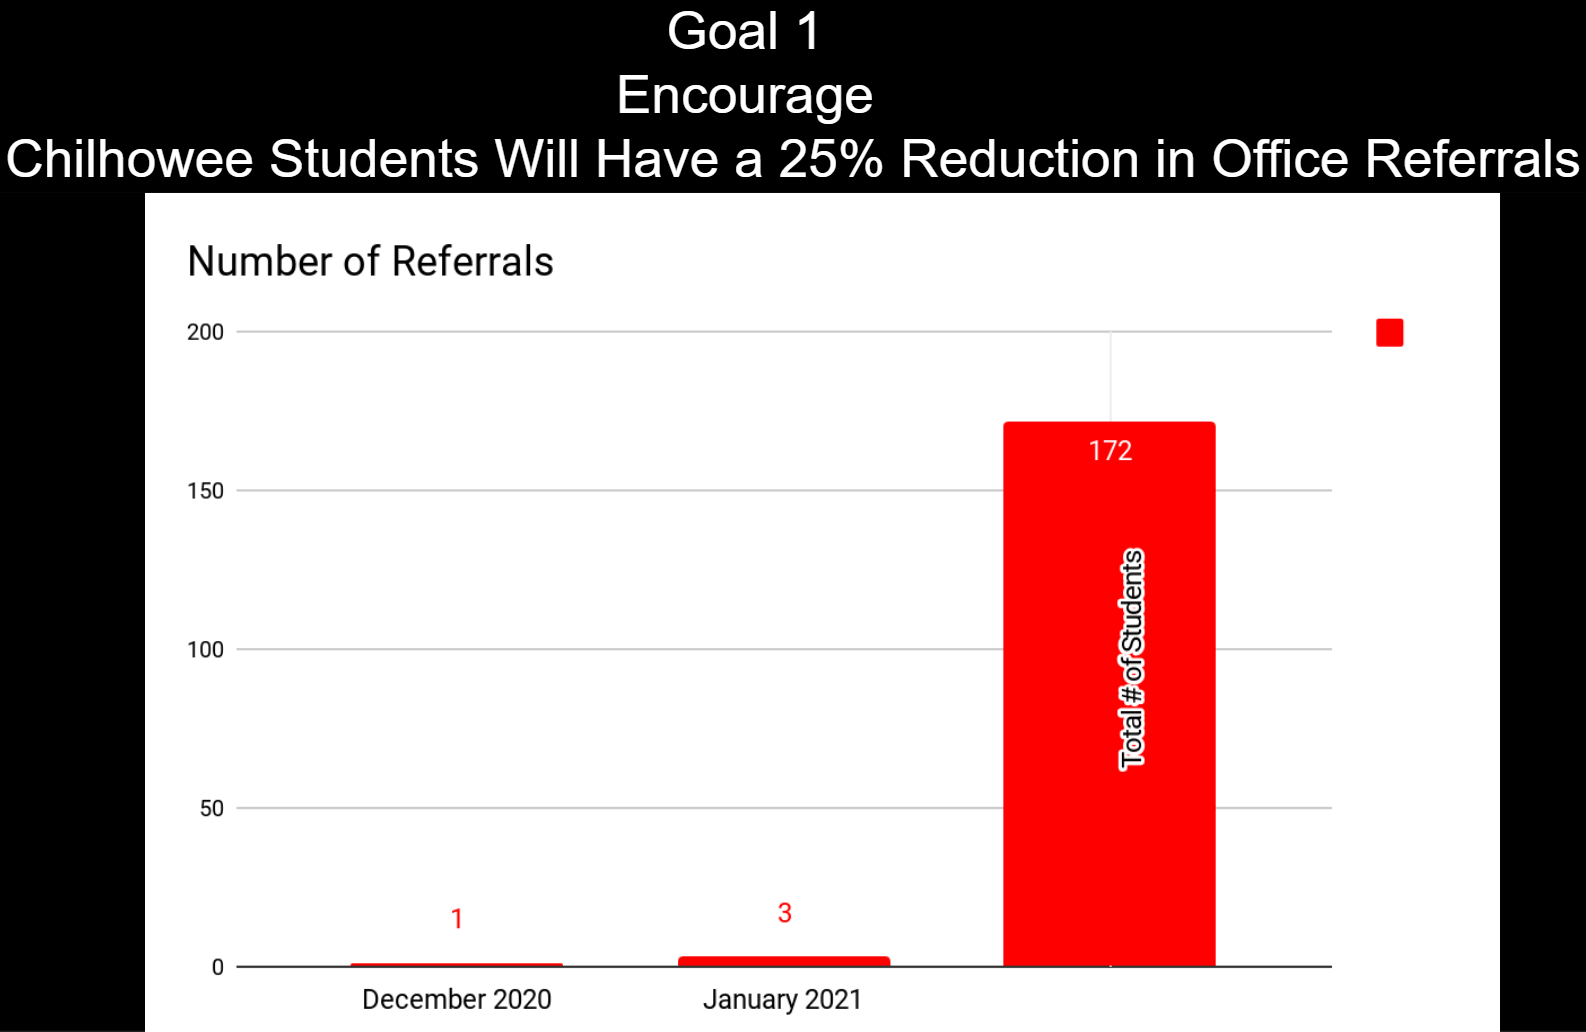 Goal 1
Encourage
Chilhowee Students Will Have a 25% Reduction in Office Referrals
Number of Referrals
200
150
100
50
0
1
3
172
Total # of Students
December 2020
January 2021